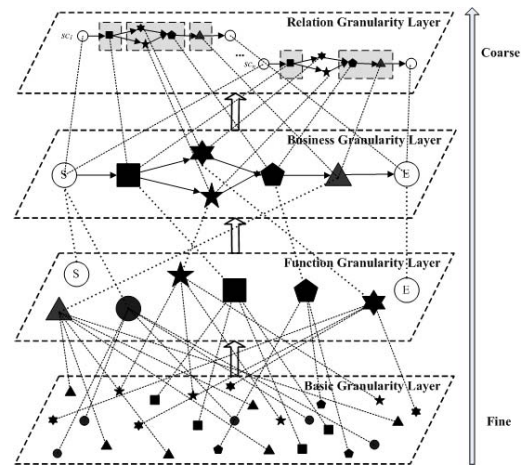 Relation Granularity Layer
Coarse
SC1
...
SCn
Business Granularity Layer
S
E
Function Granularity Layer
S
E
Basic Granularity Layer
Fine